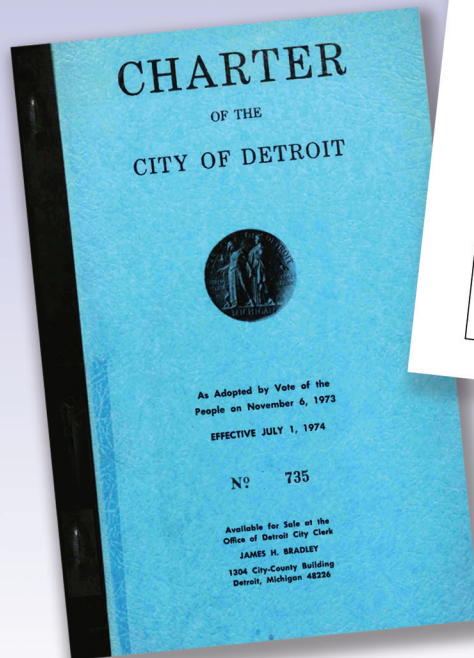 CHARTER
OF THE
CITY OF DETROIT
MICHIGAN
As Adopted by Vote of the
People on November 6, 1973
EFFECTIVE JULY 1, 1974
Nº 735
Available for Sale at the
Office of Detroit City Clerk
JAMES H. BRADLEY
1304 City-County Building
Detroit, Michigan 48226